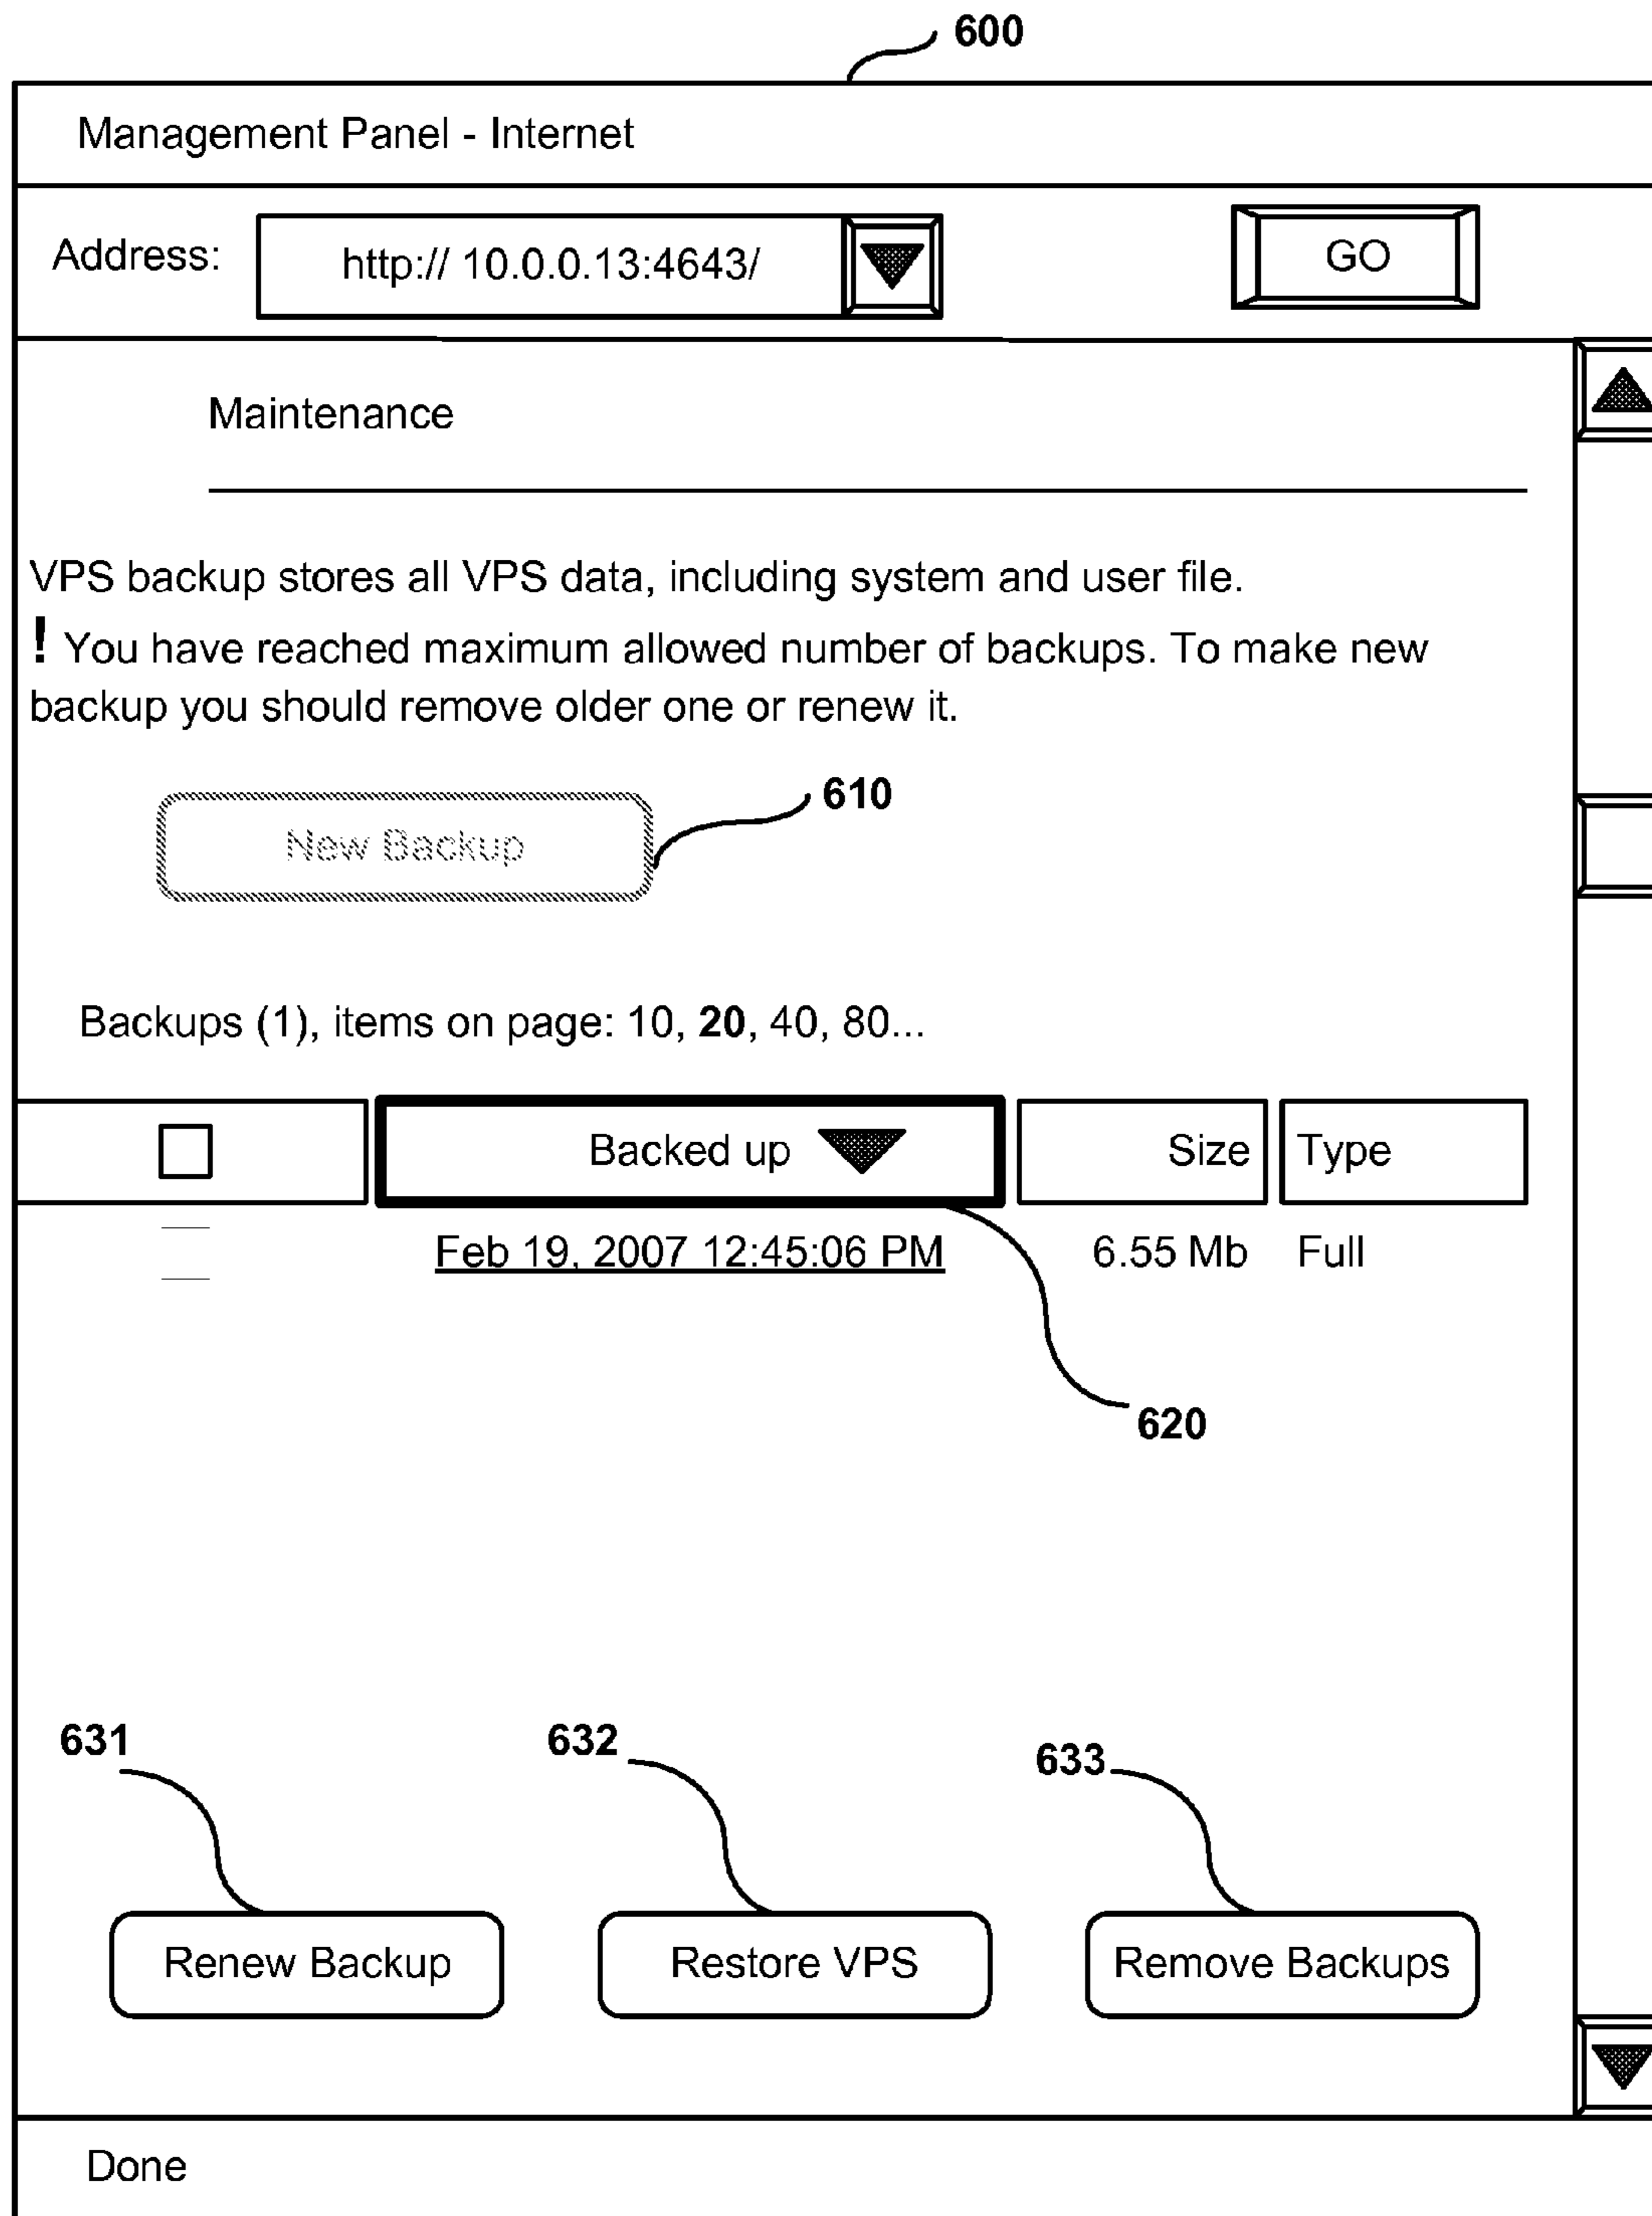 600
Management Panel - Internet
Address: http:// 10.0.0.13:4643/ GO
Maintenance
VPS backup stores all VPS data, including system and user file.
! You have reached maximum allowed number of backups. To make new
backup you should remove older one or renew it.
610
New Backup
Backups (1), items on page: 10, 20, 40, 80...
Backed up Size Type
Feb 19, 2007 12:45:06 PM 6.55 Mb Full
620
631 632 633
Renew Backup Restore VPS Remove Backups
Done